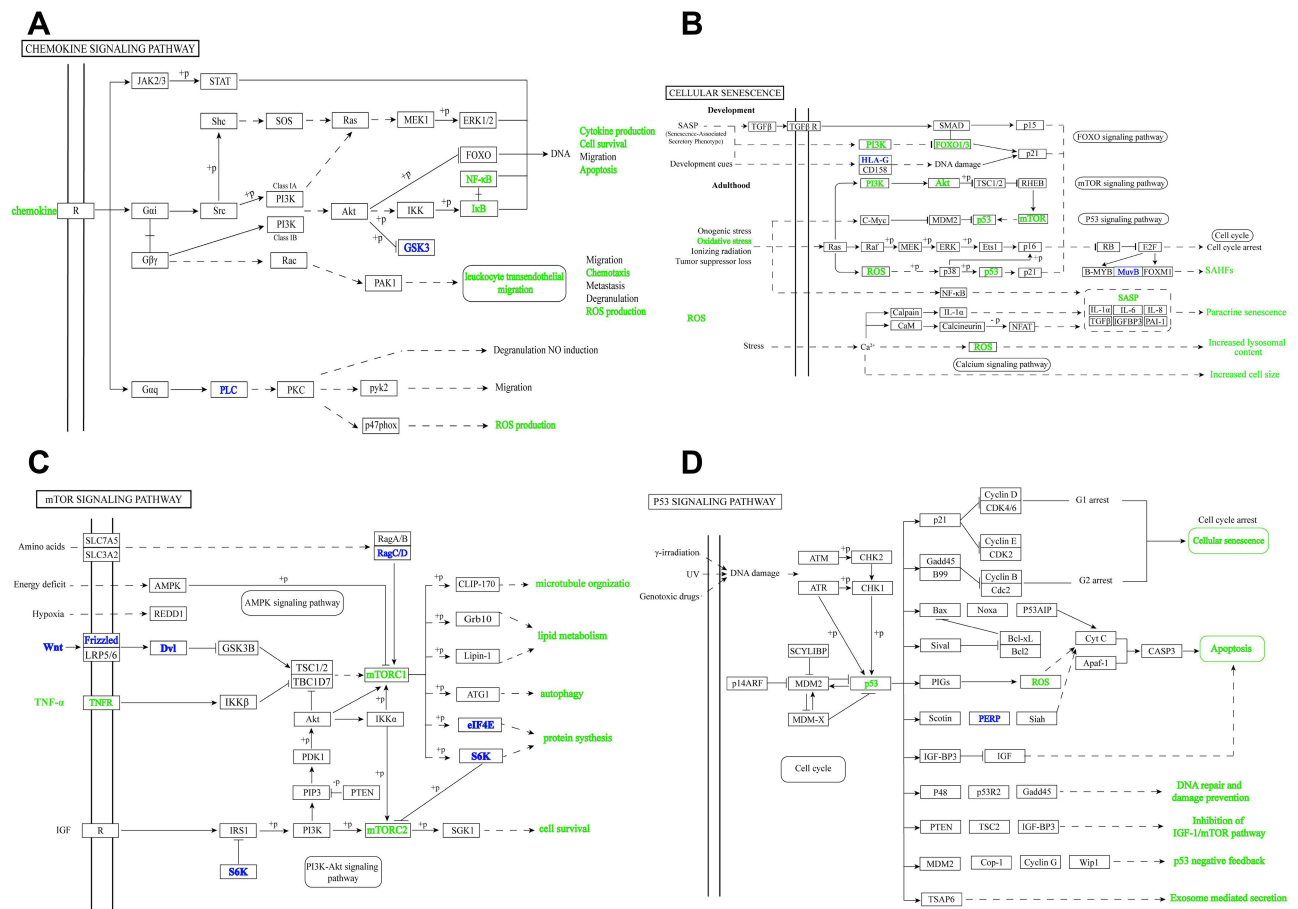 A
CHEMOKINE SIGNALING PATHWAY
JAK2/3
+p
STAT
Shc
SOS
Ras
MEK1
+p
ERK1/2
Cytokine production
Cell survival
Migration
Apoptosis
+p
FOXO
DNA
+p
NF-κB
Class IA
PI3K
+p
chemokine
R
Gαi
Src
Akt
IKK
+p
IκB
PI3K
Class IB
+p
GSK3
Gβγ
Rac
PAK1
leuckocyte transendothelial
migration
Migration
Chemotaxis
Metastasis
Degranulation
ROS production
Degranulation NO induction
Gαq
PLC
PKC
pyk2
Migration
p47phox
ROS production
B
CELLULAR SENESCENCE
Development
SASP
(Senescence-Associated
Secretory Phenotype)
TGFβ
TGFβ R
SMAD
p15
FOXO signaling pathway
PI3K
FOXO1/3
p21
Development cues
HLA-G
CD158
DNA damage
Adulthood
PI3K
Akt
+p
TSC1/2
RHEB
mTOR signaling pathway
C-Myc
MDM2
p53
mTOR
P53 signaling pathway
Onogenic stress
Oxidative stress
Ionizing radiation
Tumor suppressor loss
Ras
Raf
+p
MEK
+p
ERK
+p
Ets1
p16
RB
E2F
Cell cycle
Cell cycle arrest
+p
ROS
+p
p38
+p
p53
p21
B-MYB
MuvB
FOXM1
SAHFs
NF-κB
SASP
ROS
Calpain
IL-1α
IL-1α
IL-6
IL-8
Paracrine senescence
CaM
Calcineurin
- p
NFAT
TGFβ
IGFBP3
PAI-1
Stress
Ca²⁺
ROS
Increased lysosomal
content
Calcium signaling pathway
Increased cell size
C
mTOR SIGNALING PATHWAY
Amino acids
SLC7A5
SLC3A2
RagA/B
RagC/D
Energy deficit
AMPK
+p
AMPK signaling pathway
+p
CLIP-170
microtubule orgnizatio
Hypoxia
REDD1
+p
Grb10
lipid metabolism
Wnt
Frizzled
LRP5/6
Dvl
GSK3B
+p
Lipin-1
TSC1/2
TBC1D7
mTORC1
TNF-α
TNFR
IKKβ
+p
ATG1
autophagy
Akt
IKKα
+p
eIF4E
protein systhesis
+p
PDK1
+p
+p
S6K
+p
PIP3
-p
PTEN
IGF
R
IRS1
+p
PI3K
+p
mTORC2
+p
SGK1
cell survival
S6K
PI3K-Akt signaling
pathway
D
P53 SIGNALING PATHWAY
γ-irradiation
UV
Genotoxic drugs
DNA damage
ATM
+p
CHK2
ATR
+p
CHK1
+p
+p
SCYLIBP
p14ARF
MDM2
p53
MDM-X
Cell cycle
p21
Cyclin D
CDK4/6
G1 arrest
Cyclin E
CDK2
Cell cycle arrest
Cellular senescence
Gadd45
B99
Cyclin B
Cdc2
G2 arrest
Bax
Noxa
P53AIP
Sival
Bcl-xL
Bcl2
Cyt C
Apaf-1
CASP3
Apoptosis
PIGs
ROS
Scotin
PERP
Siah
IGF-BP3
IGF
P48
p53R2
Gadd45
DNA repair and
damage prevention
PTEN
TSC2
IGF-BP3
Inhibition of
IGF-1/mTOR pathway
MDM2
Cop-1
Cyclin G
Wip1
p53 negative feedback
TSAP6
Exosome mediated secretion